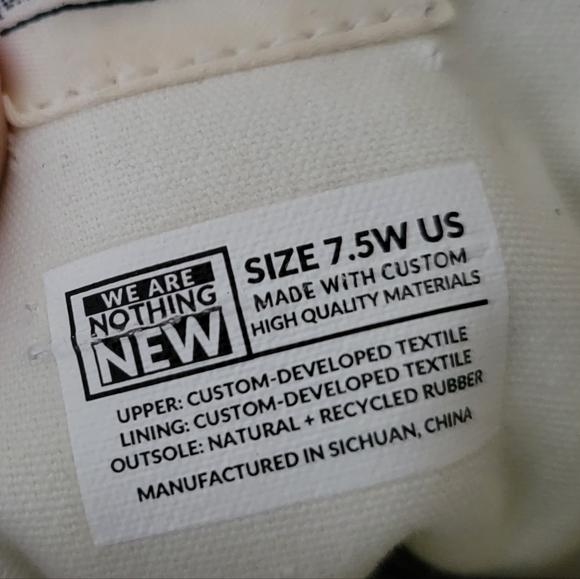 WE ARE
NOTHING
NEW
SIZE 7.5W US
MADE WITH CUSTOM
HIGH QUALITY MATERIALS
UPPER: CUSTOM-DEVELOPED TEXTILE
LINING: CUSTOM-DEVELOPED TEXTILE
OUTSOLE: NATURAL + RECYCLED RUBBER
MANUFACTURED IN SICHUAN, CHINA